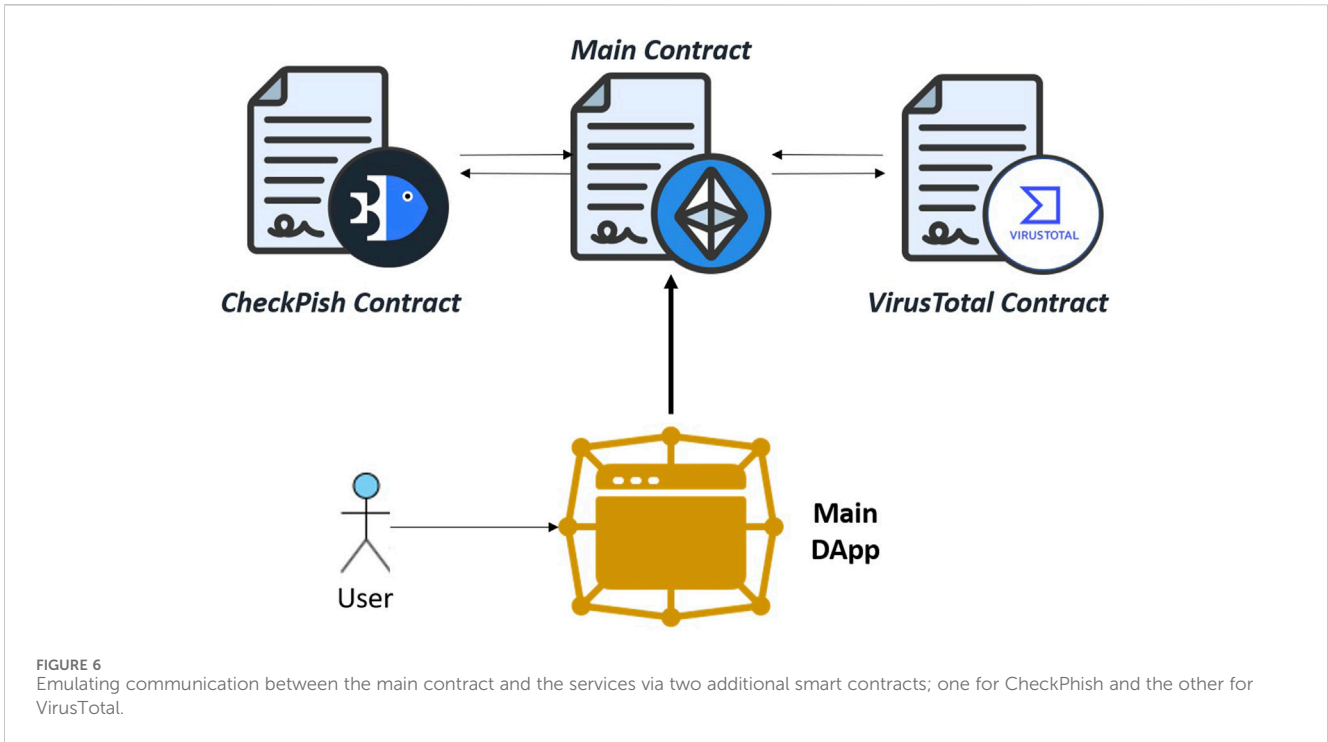 Main Contract
VIRUSTOTAL
CheckPish Contract
VirusTotal Contract
Main
DApp
User
FIGURE 6
Emulating communication between the main contract and the services via two additional smart contracts; one for CheckPhish and the other for
VirusTotal.